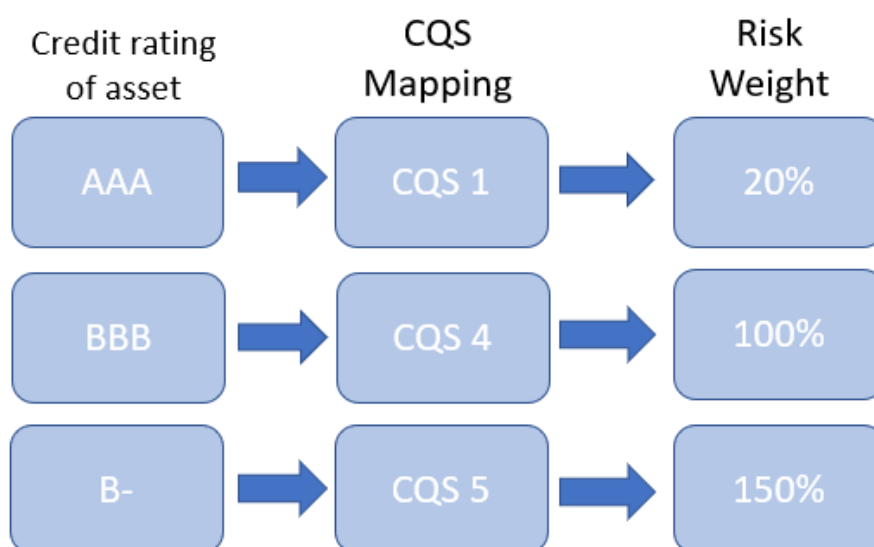 Credit rating
of asset
CQS
Mapping
Risk
Weight
AAA
CQS 1
20%
BBB
CQS 4
100%
B-
CQS 5
150%